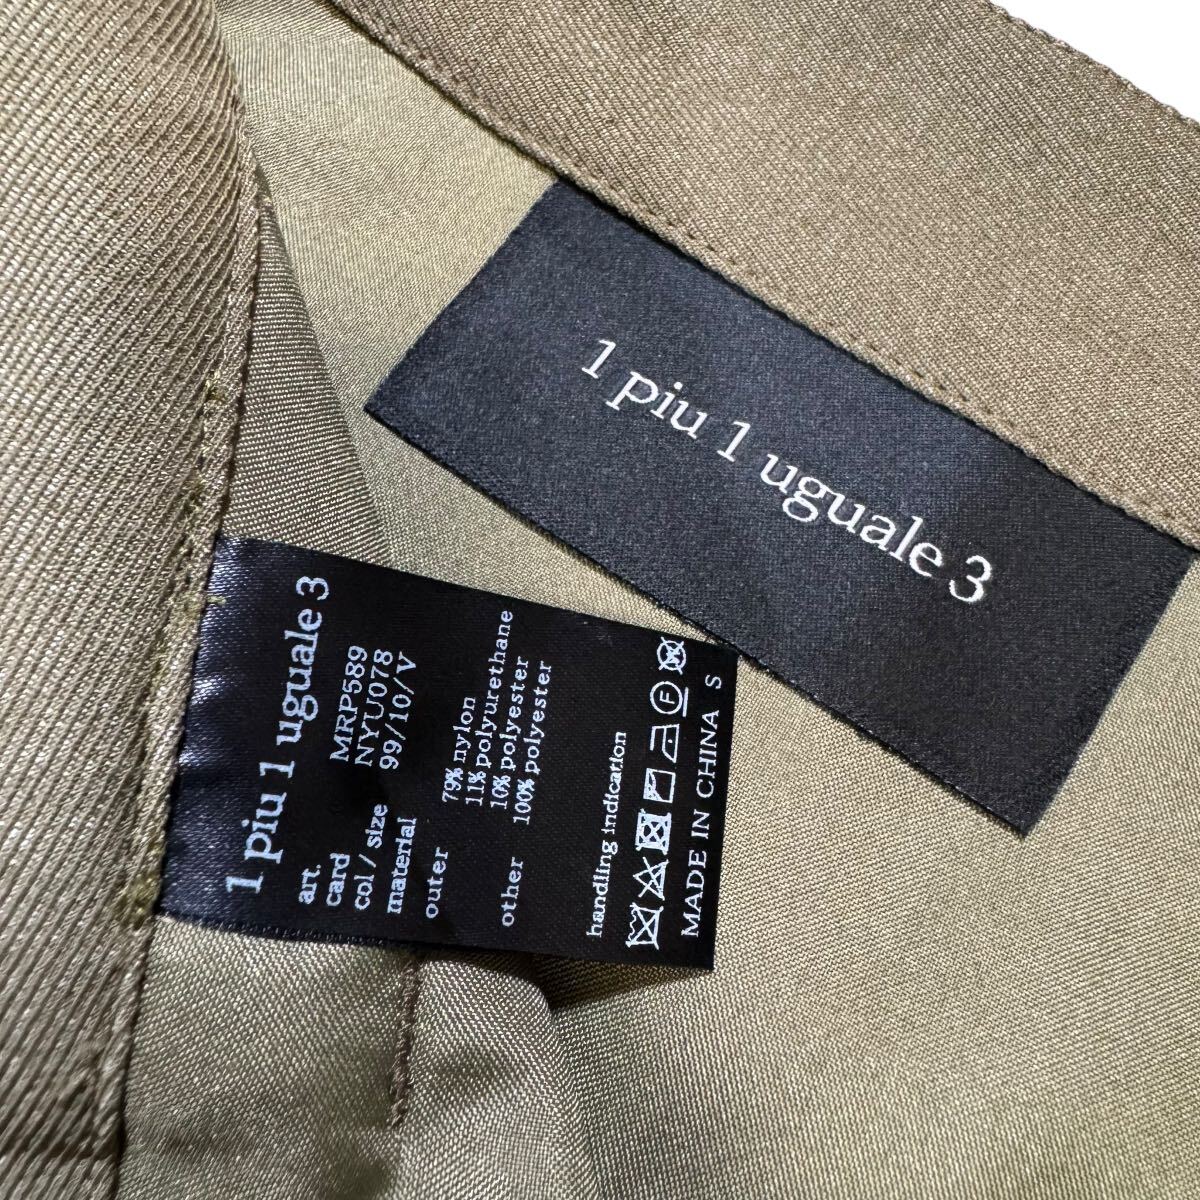 1 piu 1 uguale 3
1 piu 1 uguale 3
art. MRP589
card NYU078
col / size 99/10/V
material
outer 79% nylon
11% polyurethane
10% polyester
other 100% polyester
handling indication
F
MADE IN CHINA S